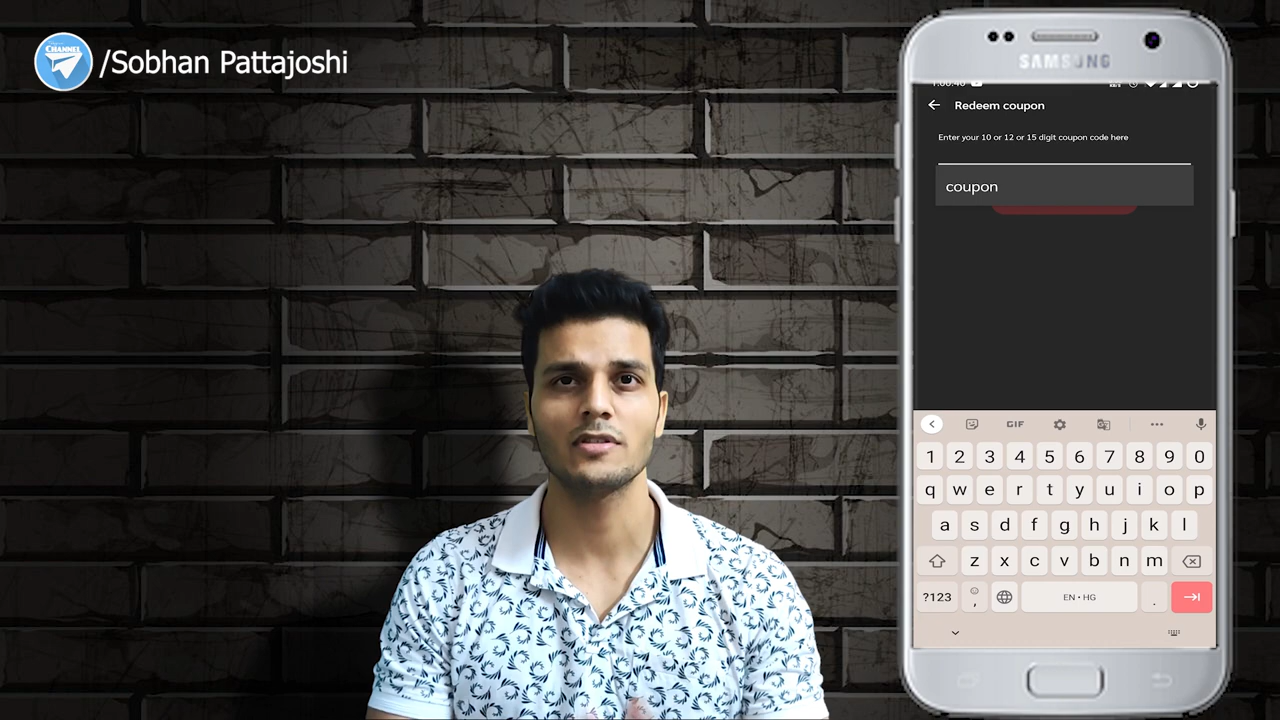 CHANNEL
/Sobhan Pattajoshi
SAMSUNG
Redeem coupon
Enter your 10 or 12 or 15 digit coupon code here
coupon
GIF
1 2 3 4 5 6 7 8 9 0
q w e r t y u i o p
a s d f g h j k l
z x c v b n m
?123 , EN • HG .